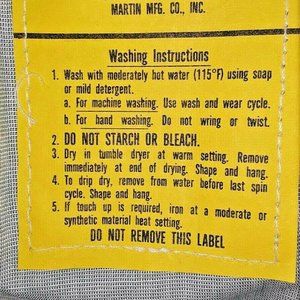 MARTIN MFG. CO., INC.
Washing Instructions
1. Wash with moderately hot water (115°F) using soap
or mild detergent.
a. For machine washing. Use wash and wear cycle.
b. For hand washing. Do not wring or twist.
2. DO NOT STARCH OR BLEACH.
3. Dry in tumble dryer at warm setting. Remove
immediately at end of drying. Shape and hang.
4. To drip dry, remove from water before last spin
cycle. Shape and hang.
5. If touch up is required, iron at a moderate or
synthetic material heat setting.
DO NOT REMOVE THIS LABEL